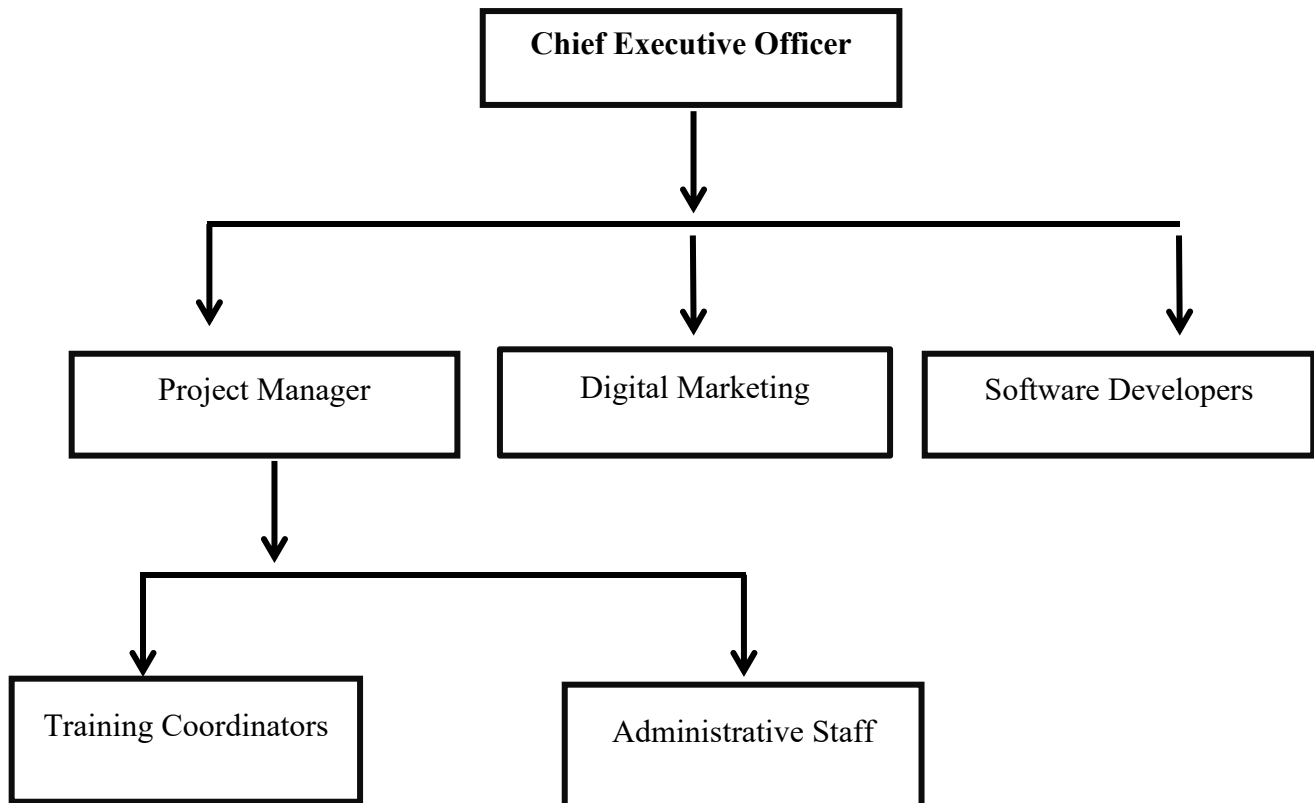 Chief Executive Officer
Project Manager
Digital Marketing
Software Developers
Training Coordinators
Administrative Staff